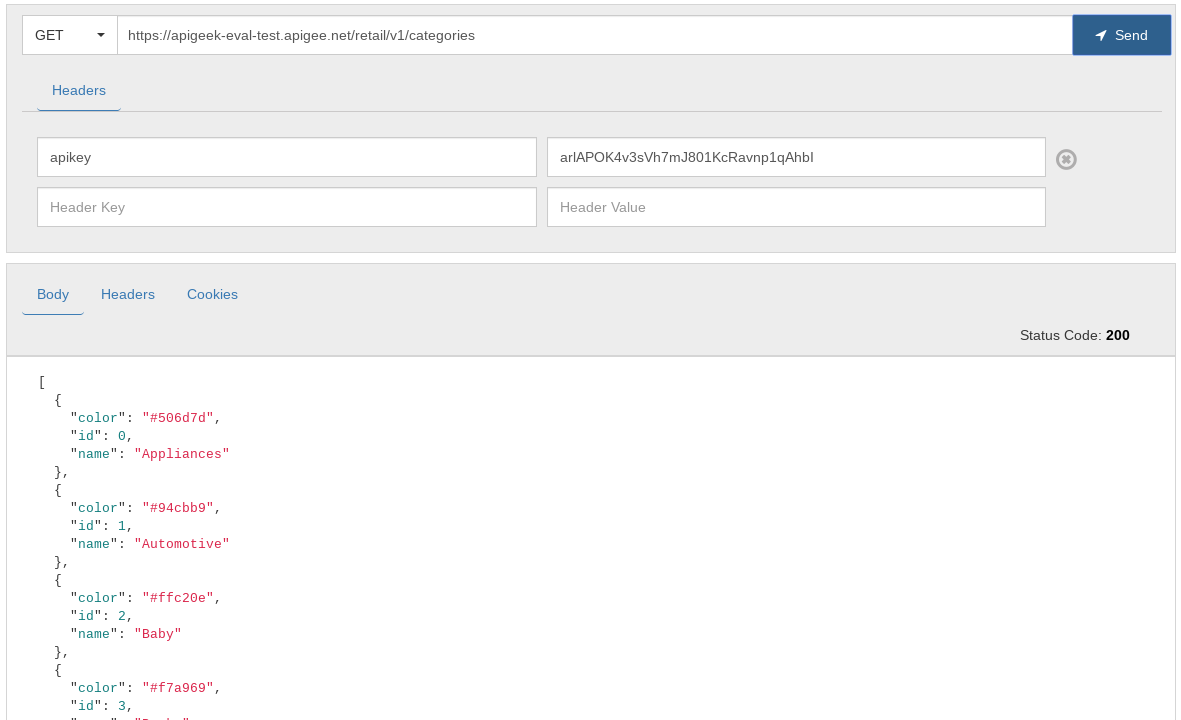 GET https://apigeek-eval-test.apigee.net/retail/v1/categories Send
Headers
apikey arlAPOK4v3sVh7mJ801KcRavnp1qAhbI
Header Key Header Value
Body Headers Cookies
Status Code: 200
[
{
"color": "#506d7d",
"id": 0,
"name": "Appliances"
},
{
"color": "#94cbb9",
"id": 1,
"name": "Automotive"
},
{
"color": "#ffc20e",
"id": 2,
"name": "Baby"
},
{
"color": "#f7a969",
"id": 3,